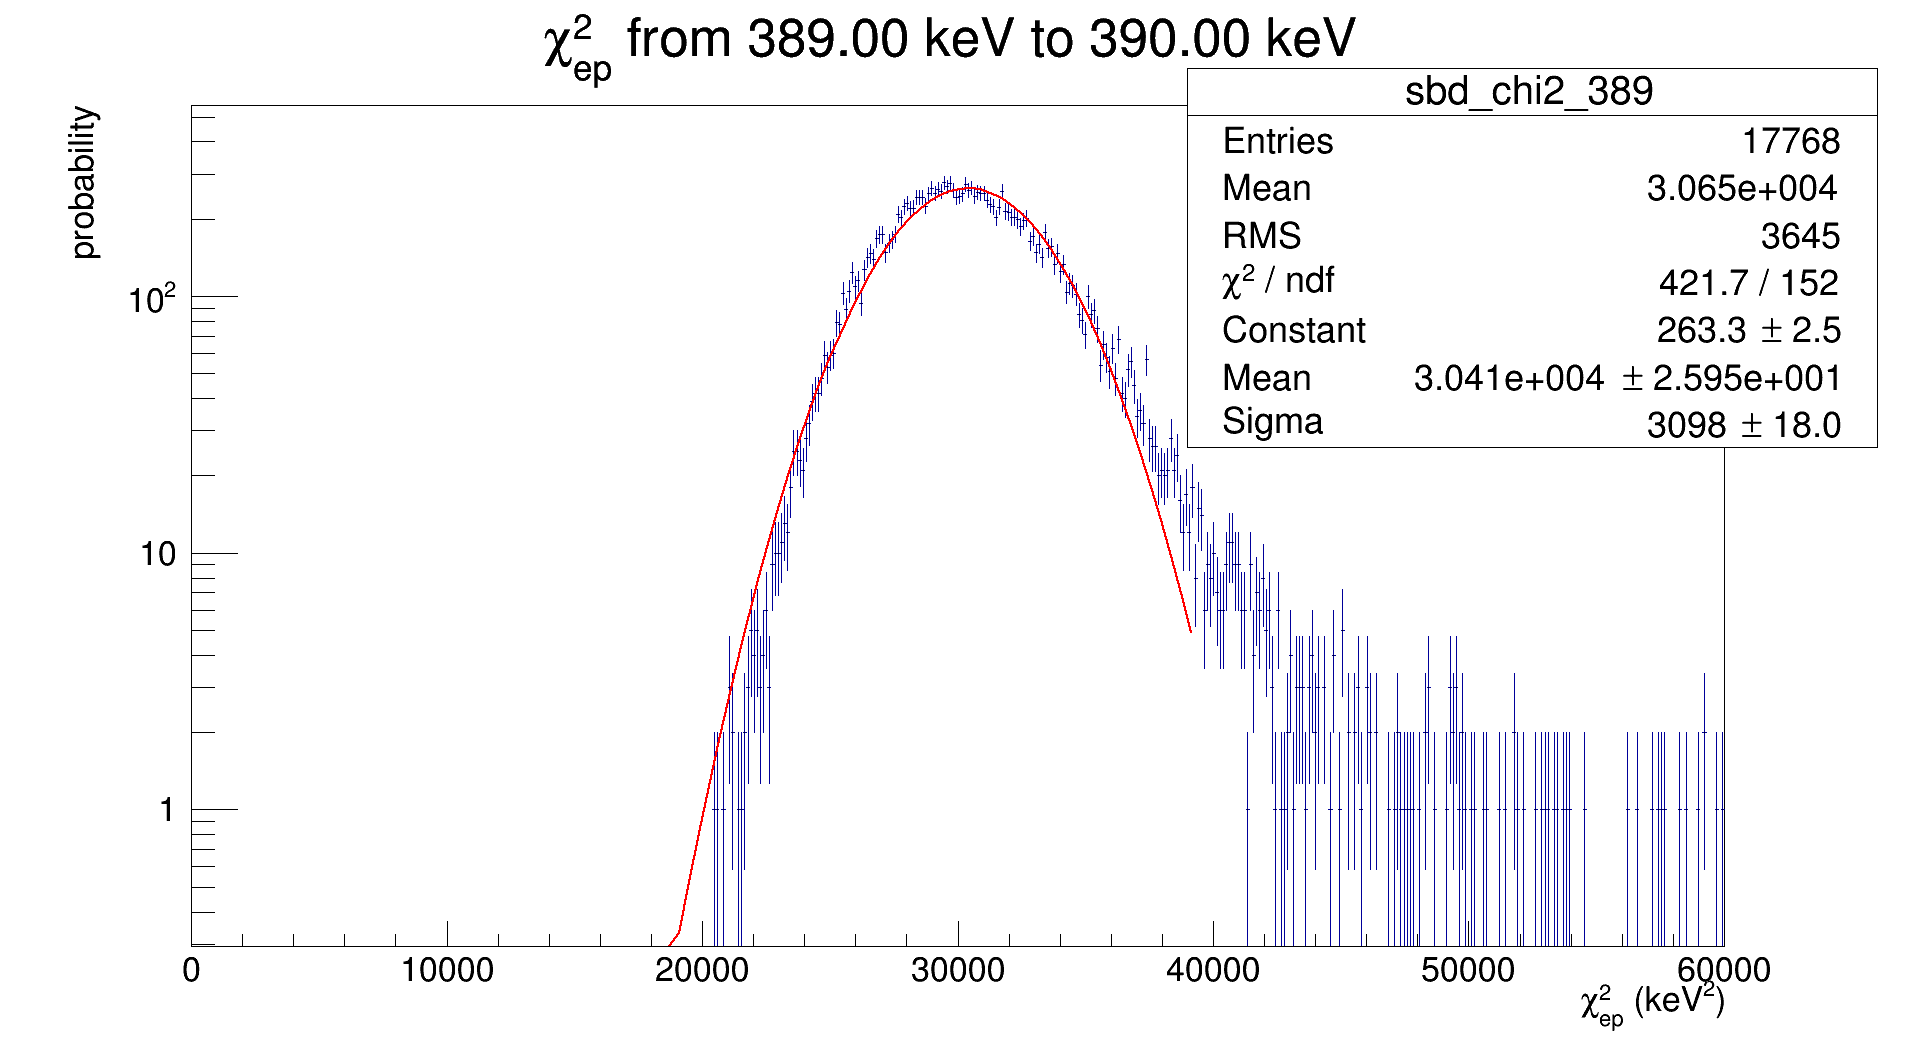 χ²ep from 389.00 keV to 390.00 keV
probability
sbd_chi2_389
Entries 17768
Mean 3.065e+004
RMS 3645
χ² / ndf 421.7 / 152
Constant 263.3 ± 2.5
Mean 3.041e+004 ± 2.595e+001
Sigma 3098 ± 18.0
10²
10
1
0 10000 20000 30000 40000 50000 60000
χ²ep (keV²)